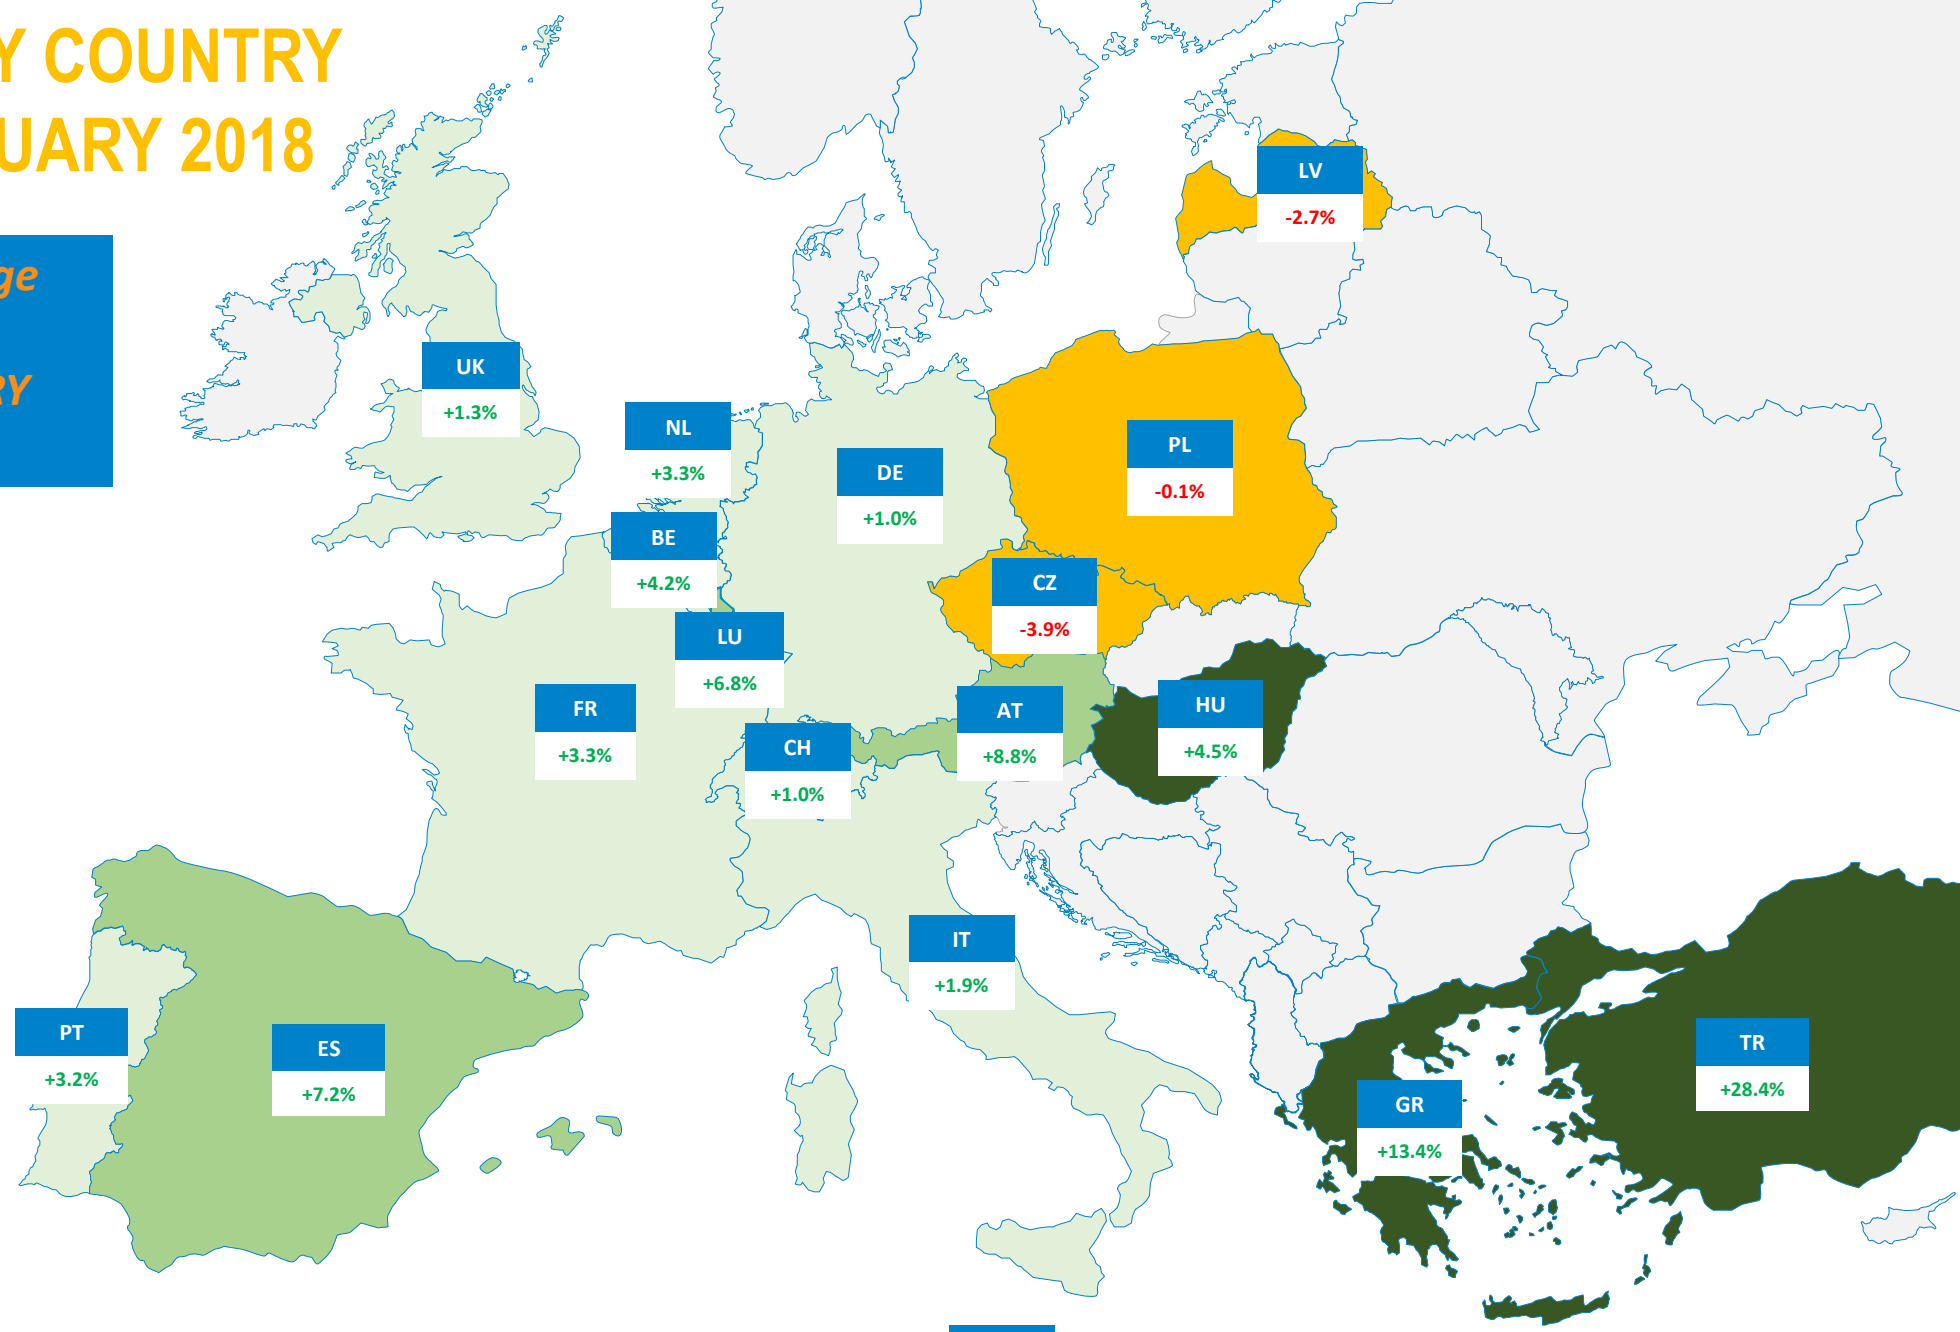 Y COUNTRY
UARY 2018
ge
RY
LV
-2.7%
UK
+1.3%
NL
+3.3%
DE
+1.0%
PL
-0.1%
BE
+4.2%
CZ
-3.9%
LU
+6.8%
FR
+3.3%
AT
+8.8%
HU
+4.5%
CH
+1.0%
IT
+1.9%
PT
+3.2%
ES
+7.2%
TR
+28.4%
GR
+13.4%